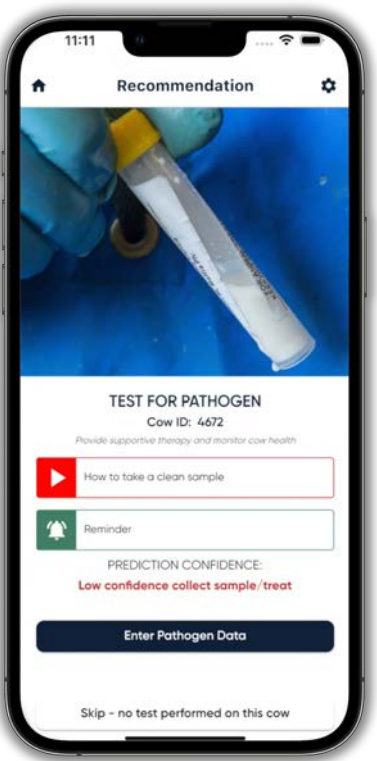 11:11
Recommendation
TEST FOR PATHOGEN
Cow ID: 4672
Provide supportive therapy and monitor cow health
How to take a clean sample
Reminder
PREDICTION CONFIDENCE:
Low confidence collect sample/treat
Enter Pathogen Data
Skip - no test performed on this cow